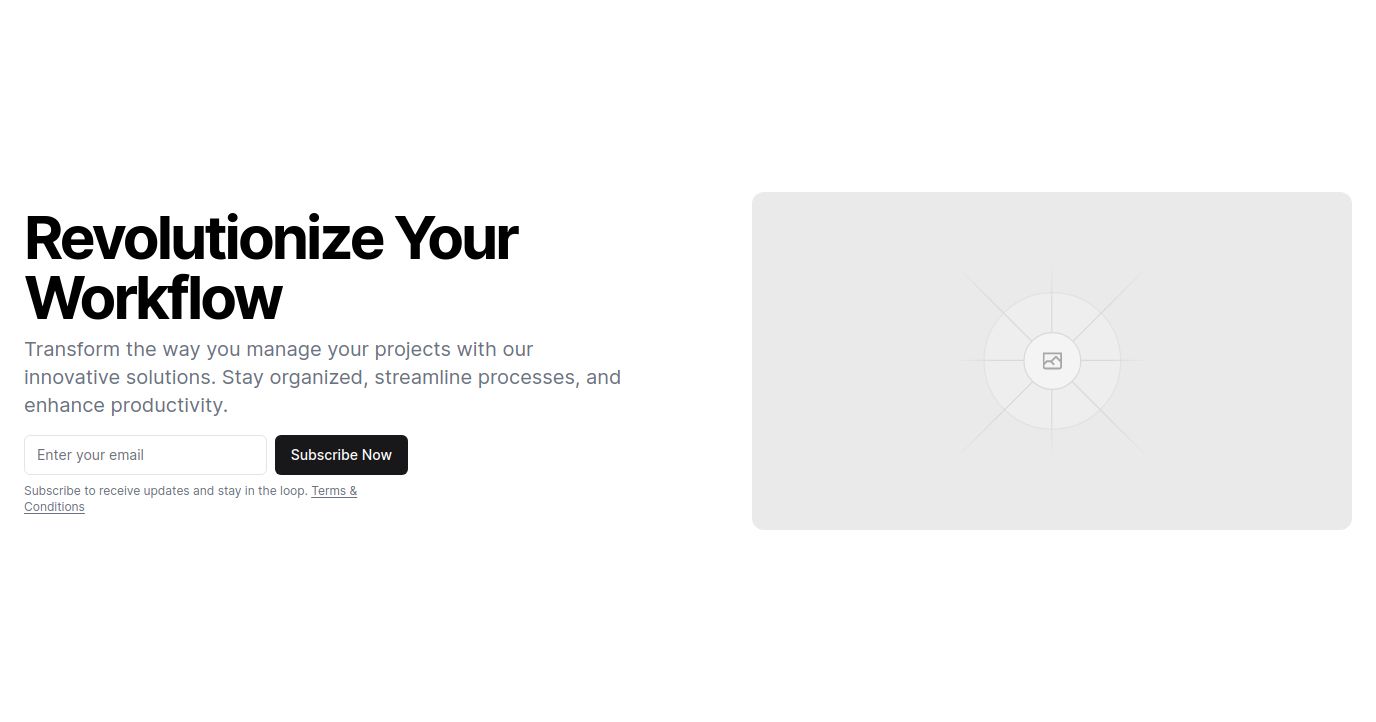 Revolutionize Your
Workflow
Transform the way you manage your projects with our
innovative solutions. Stay organized, streamline processes, and
enhance productivity.
Enter your email
Subscribe Now
Subscribe to receive updates and stay in the loop. Terms &
Conditions